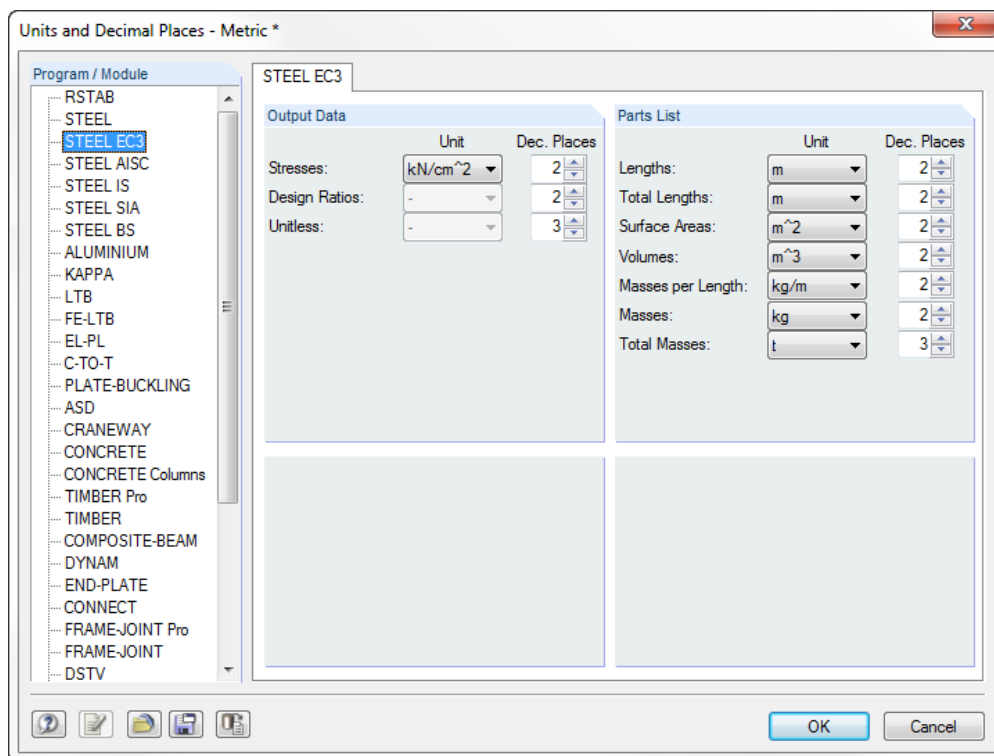 Units and Decimal Places - Metric *
Program / Module
RSTAB
STEEL
STEEL EC3
STEEL AISC
STEEL IS
STEEL SIA
STEEL BS
ALUMINIUM
KAPPA
LTB
FE-LTB
EL-PL
C-TO-T
PLATE-BUCKLING
ASD
CRANEWAY
CONCRETE
CONCRETE Columns
TIMBER Pro
TIMBER
COMPOSITE-BEAM
DYNAM
END-PLATE
CONNECT
FRAME-JOINT Pro
FRAME-JOINT
DSTV
STEEL EC3
Output Data
Unit Dec. Places
Stresses: kN/cm^2 2
Design Ratios: - 2
Unitless: - 3
Parts List
Unit Dec. Places
Lengths: m 2
Total Lengths: m 2
Surface Areas: m^2 2
Volumes: m^3 2
Masses per Length: kg/m 2
Masses: kg 2
Total Masses: t 3
OK Cancel